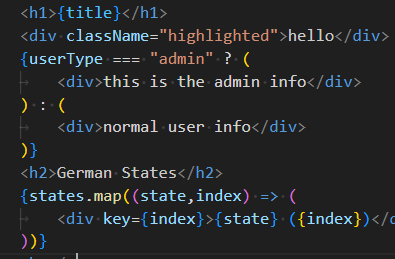 <h1>{title}</h1>
<div className="highlighted">hello</div>
{userType === "admin" ? (
<div>this is the admin info</div>
) : (
<div>normal user info</div>
)}
<h2>German States</h2>
{states.map((state,index) => (
<div key={index}>{state} ({index})</d
))}